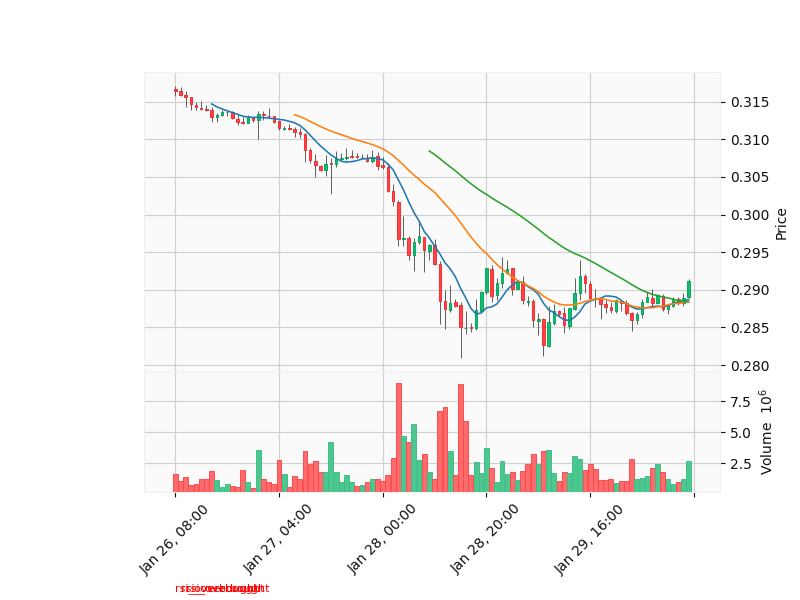 0.315
0.310
0.305
0.300
0.295
0.290
0.285
0.280
Price
7.5
5.0
2.5
Volume 10^6
Jan 26, 08:00
Jan 27, 04:00
Jan 28, 00:00
Jan 28, 20:00
Jan 29, 16:00